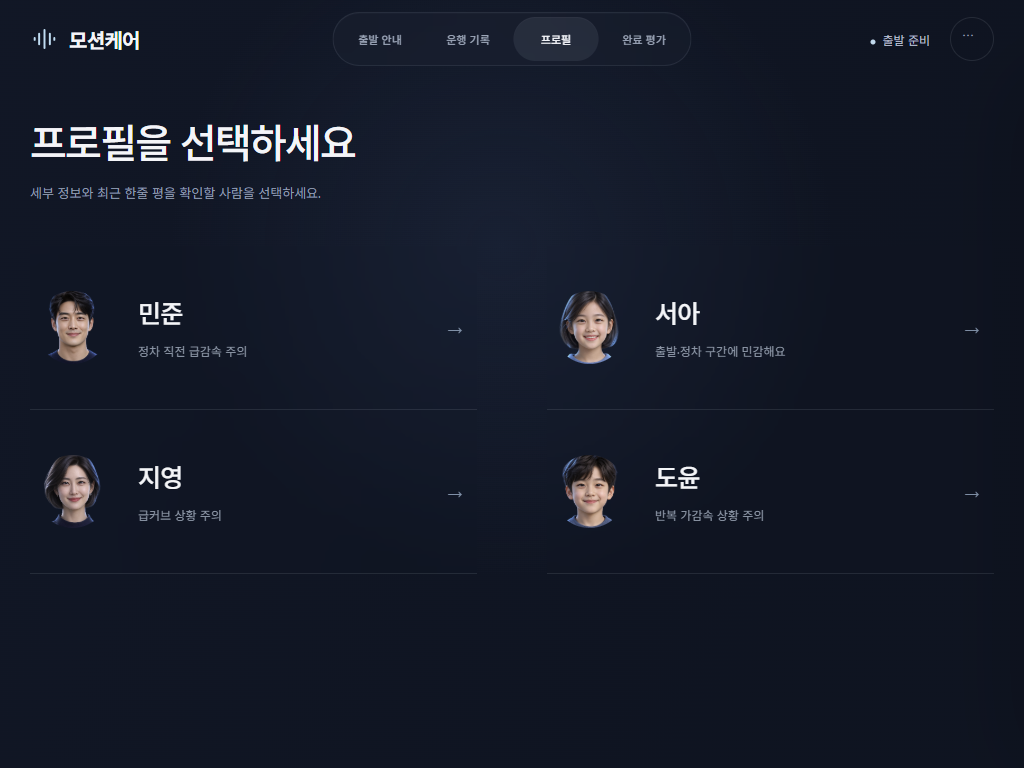 모션케어
출발 안내
운행 기록
프로필
완료 평가
출발 준비
...
프로필을 선택하세요
세부 정보와 최근 한줄 평을 확인할 사람을 선택하세요.
민준
정차 직전 급감속 주의
→
서아
출발·정차 구간에 민감해요
→
지영
급커브 상황 주의
→
도윤
반복 가감속 상황 주의
→